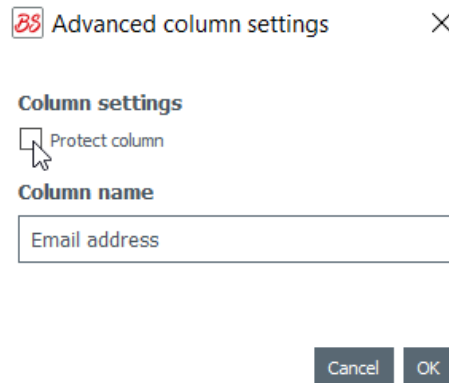 BS Advanced column settings
Column settings
Protect column
Column name
Email address
Cancel OK